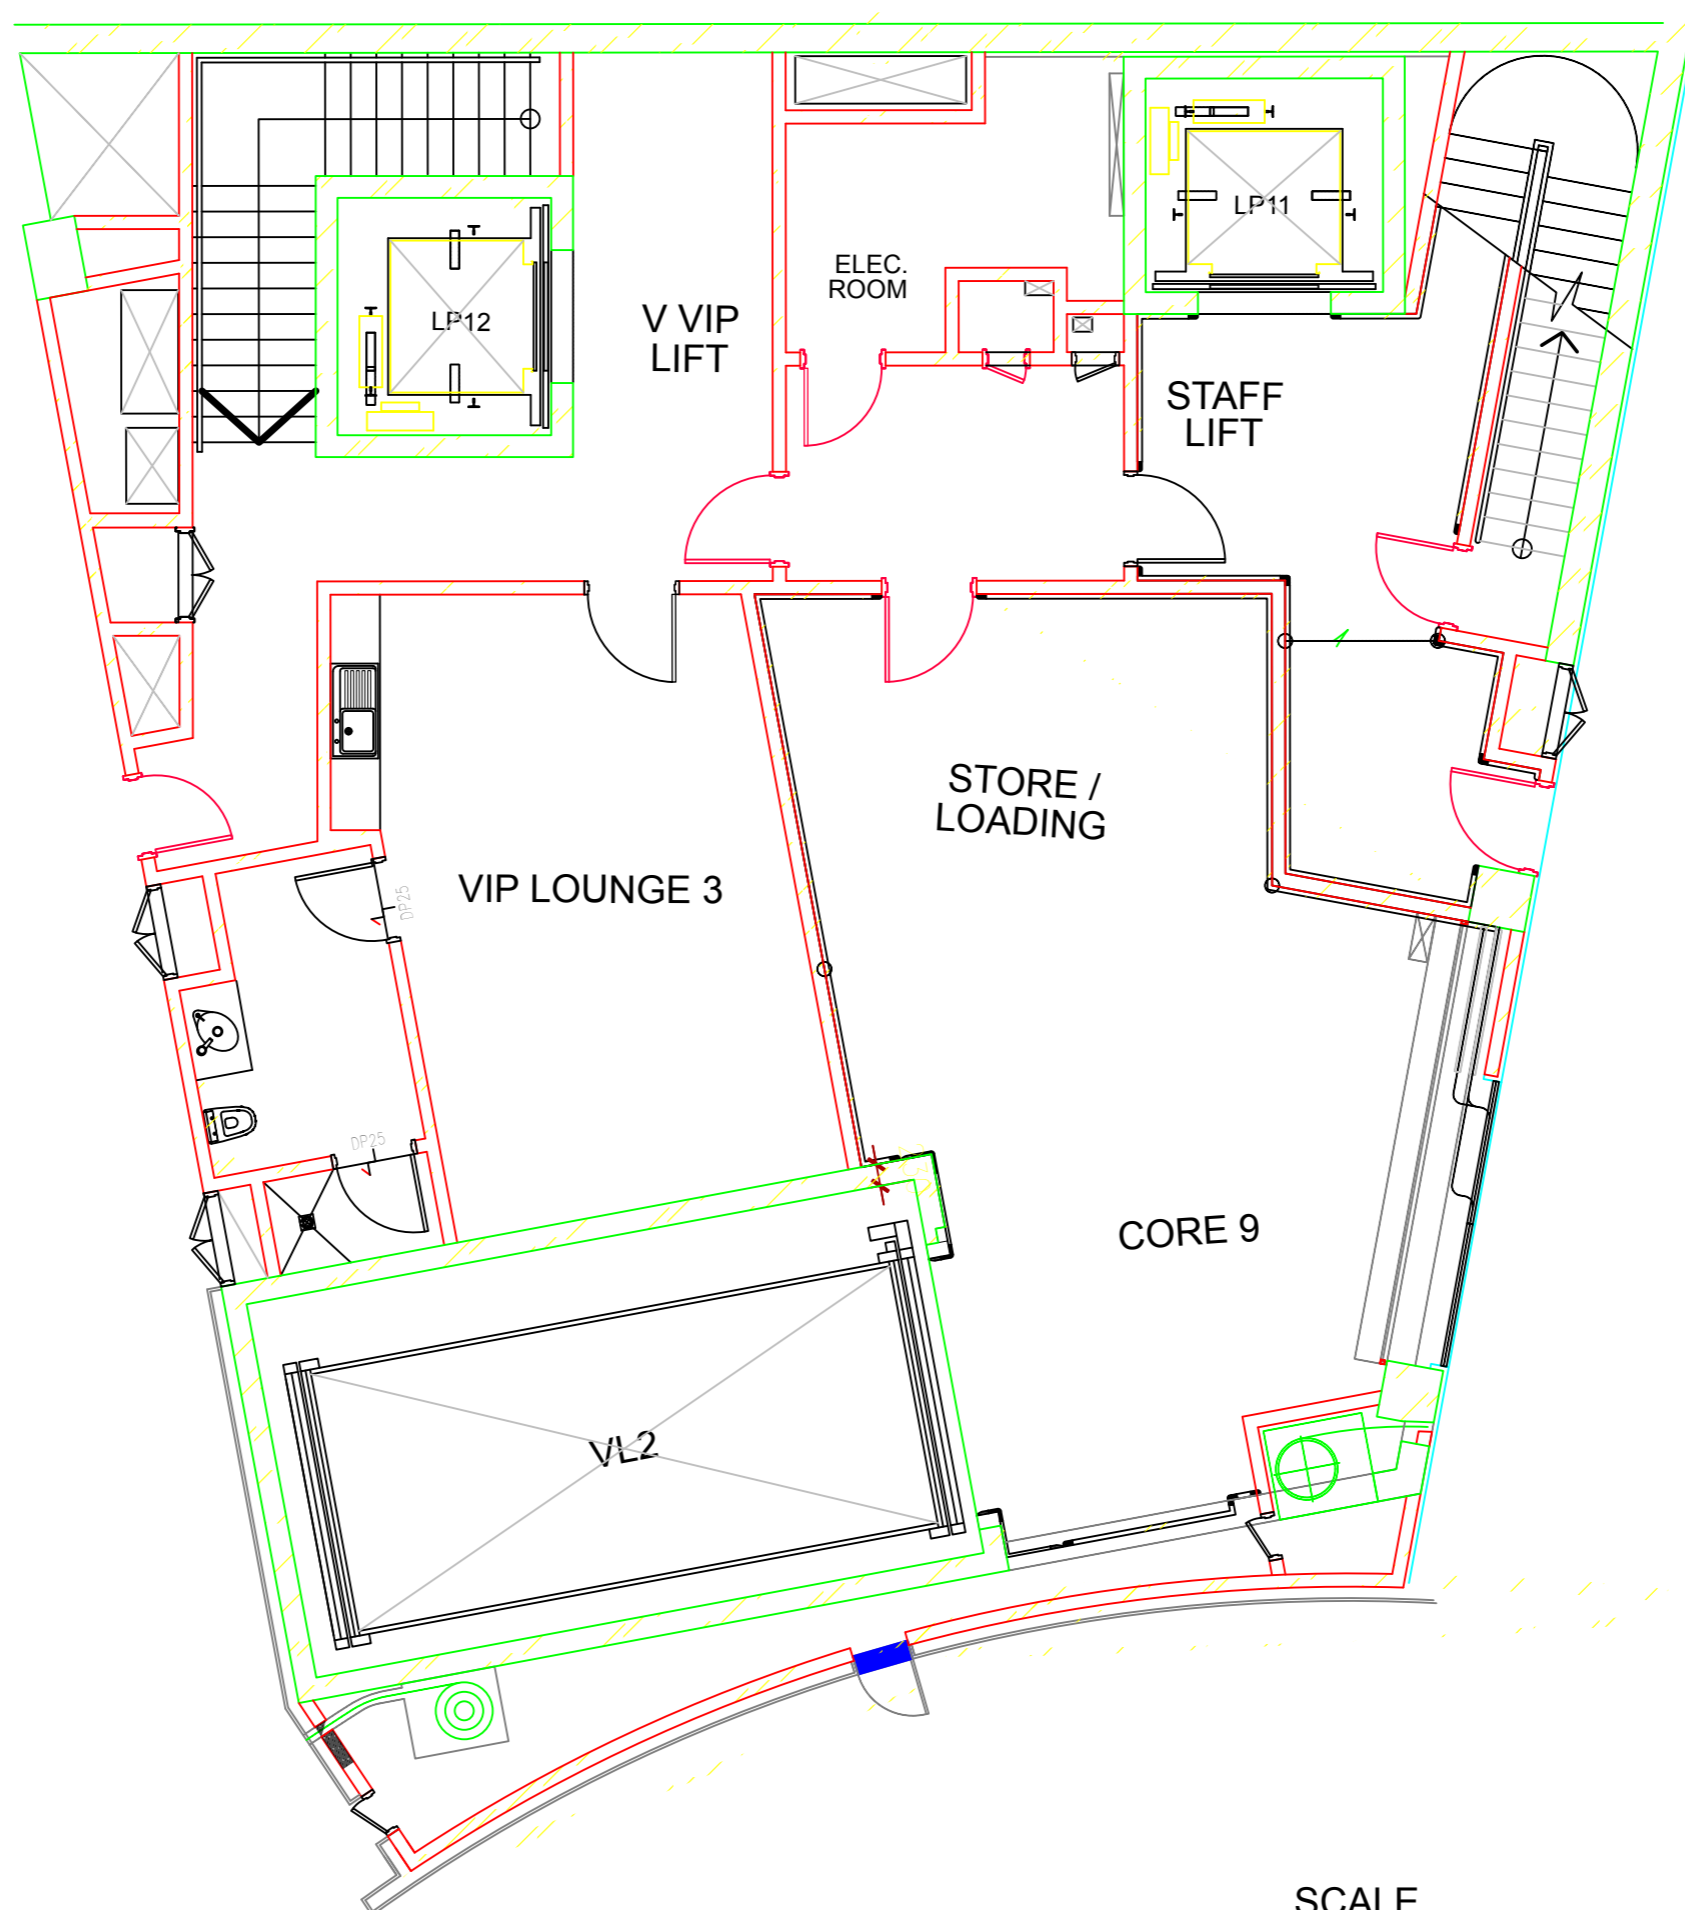 LP11
ELEC.
ROOM
LP12
V VIP
LIFT
STAFF
LIFT
STORE /
LOADING
VIP LOUNGE 3
DP25
DP25
CORE 9
VL2
SCALE